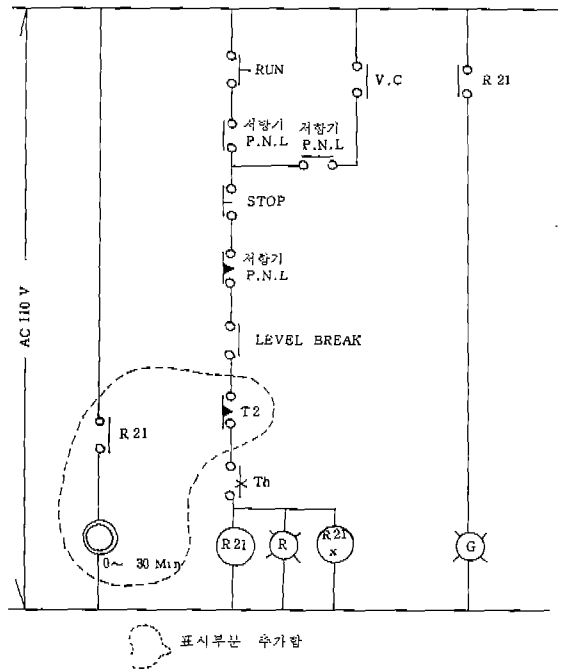 RUN
V.C
R 21
저항기
P.N.L
저항기
P.N.L
STOP
저항기
P.N.L
AC 110 V
LEVEL BREAK
T2
R 21
Th
R 21
R
R 21
x
G
0~ 30 Min
표시부분 추가함